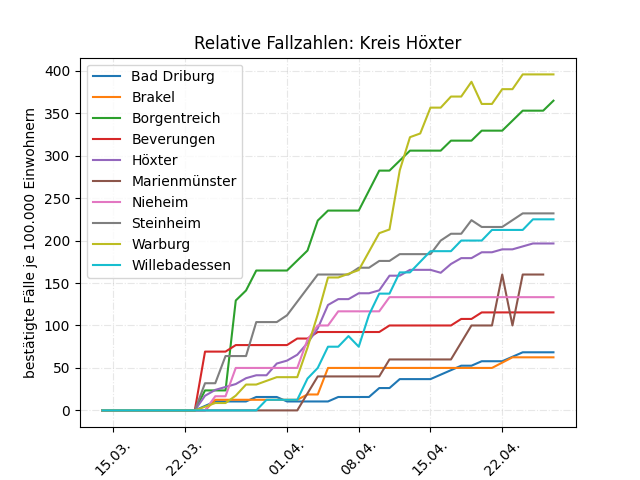 Relative Fallzahlen: Kreis Höxter
bestätigte Fälle je 100.000 Einwohnern
400
350
300
250
200
150
100
50
0
Bad Driburg
Brakel
Borgentreich
Beverungen
Höxter
Marienmünster
Nieheim
Steinheim
Warburg
Willebadessen
15.03.
22.03.
01.04.
08.04.
15.04.
22.04.